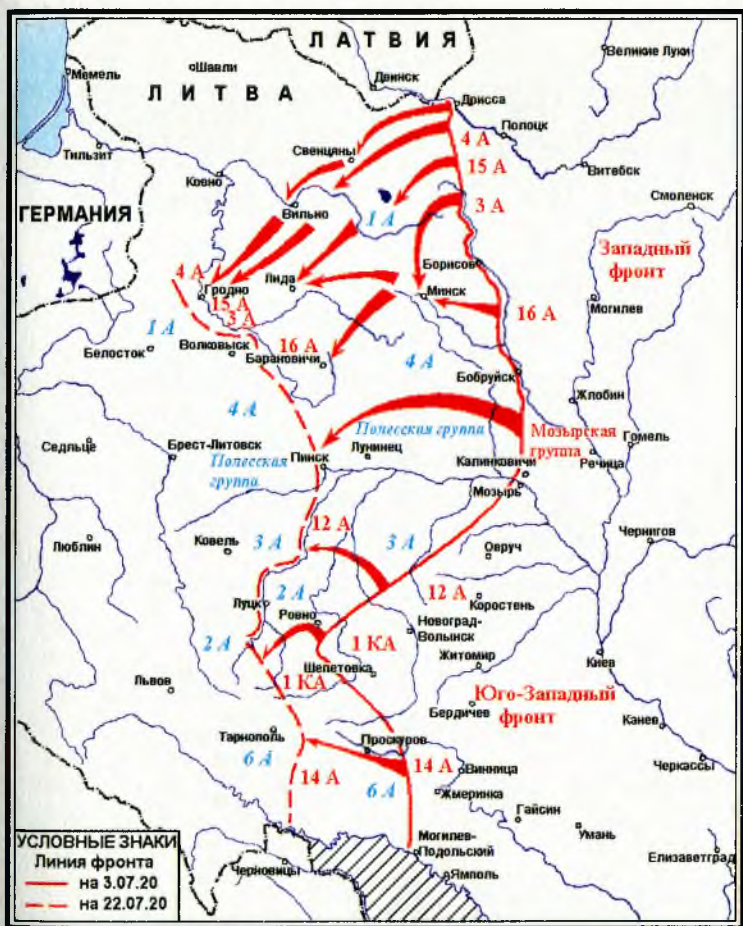 ЛАТВИЯ
Великие Луки
Мемель
Шавли
Двинск
ЛИТВА
Дрисса
Полоцк
4 А
Тильзит
Свенцяны
15 А
Витебск
Ковно
3 А
Смоленск
ГЕРМАНИЯ
Вильно
1 А
Западный
фронт
Борисов
4 А
Гродно
Лида
Минск
15 А
3 А
16 А
Могилев
1 А
Белосток
Волковыск
16 А
Барановичи
4 А
Бобруйск
Жлобин
4 А
Седльце
Брест-Литовск
Полесская группа
Мозырская
группа
Гомель
Речица
Полесская
группа
Пинск
Лунинец
Калинковичи
Мозырь
12 А
Люблин
Ковель
3 А
3 А
Овруч
Чернигов
2 А
12 А
Коростень
Луцк
Ровно
Новоград-
Волынск
2 А
1 КА
Житомир
Киев
Львов
1 КА
Шепетовка
Юго-Западный
фронт
Бердичев
Канев
Тарнополь
6 А
Проскуров
14 А
14 А
Винница
Черкассы
6 А
Жмеринка
Гайсин
Умань
УСЛОВНЫЕ ЗНАКИ
Линия фронта
на 3.07.20
на 22.07.20
Могилев-
Подольский
Елизаветград
Черновицы
Ямполь